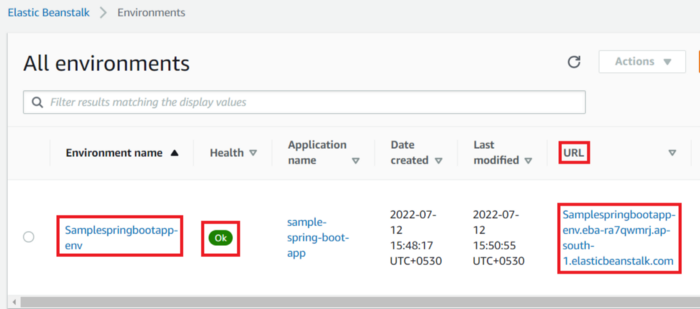 Elastic Beanstalk > Environments
All environments
Actions ▼
Filter results matching the display values
Environment name ▲ Health ▽ Application name ▽ Date created ▽ Last modified ▽ URL ▽
Samplespringbootapp-
env
Ok
sample-
spring-boot-
app
2022-07-
12
15:48:17
UTC+0530
2022-07-
12
15:50:55
UTC+0530
Samplespringbootapp-
env.eba-ra7qwmrj.ap-
south-
1.elasticbeanstalk.com